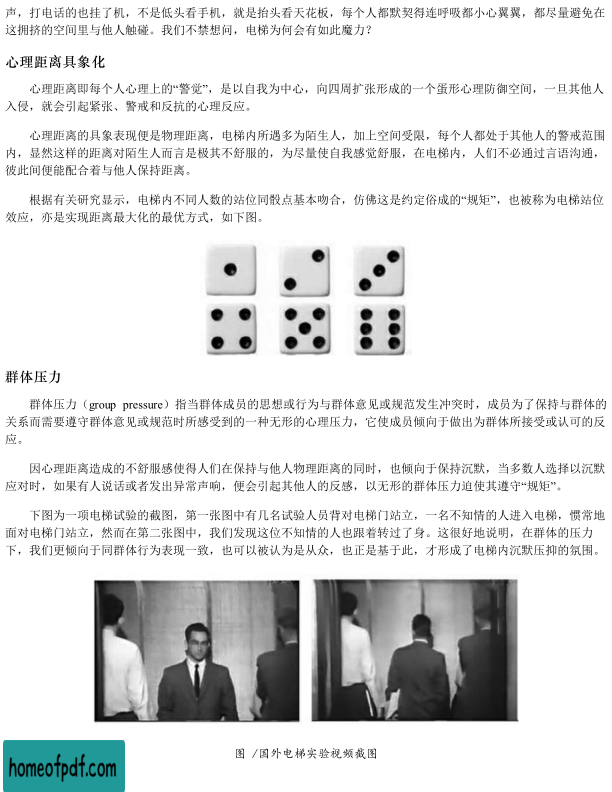 声，打电话的也挂了机，不是低头看手机，就是抬头看天花板，每个人都默契得连呼吸都小心翼翼，都尽量避免在
这拥挤的空间里与他人触碰。我们不禁想问，电梯为何会有如此魔力？
心理距离具象化
心理距离即每个人心理上的“警觉”，是以自我为中心，向四周扩张形成的一个蛋形心理防御空间，一旦其他人
入侵，就会引起紧张、警戒和反抗的心理反应。
心理距离的具象表现便是物理距离，电梯内所遇多为陌生人，加上空间受限，每个人都处于其他人的警戒范围
内，显然这样的距离对陌生人而言是极其不舒服的，为尽量使自我感觉舒服，在电梯内，人们不必通过言语沟通，
彼此间便能配合着与他人保持距离。
根据有关研究显示，电梯内不同人数的站位同骰点基本吻合，仿佛这是约定俗成的“规矩”，也被称为电梯站位
效应，亦是实现距离最大化的最优方式，如下图。
群体压力
群体压力（group pressure）指当群体成员的思想或行为与群体意见或规范发生冲突时，成员为了保持与群体的
关系而需要遵守群体意见或规范时所感受到的一种无形的心理压力，它使成员倾向于做出为群体所接受或认可的反
应。
因心理距离造成的不舒服感使得人们在保持与他人物理距离的同时，也倾向于保持沉默，当多数人选择以沉默
应对时，如果有人说话或者发出异常声响，便会引起其他人的反感，以无形的群体压力迫使其遵守“规矩”。
下图为一项电梯试验的截图，第一张图中有几名试验人员背对电梯门站立，一名不知情的人进入电梯，惯常地
面对电梯门站立，然而在第二张图中，我们发现这位不知情的人也跟着转过了身。这很好地说明，在群体的压力
下，我们更倾向于同群体行为表现一致，也可以被认为是从众，也正是基于此，才形成了电梯内沉默压抑的氛围。
图 /国外电梯实验视频截图
homeofpdf.com